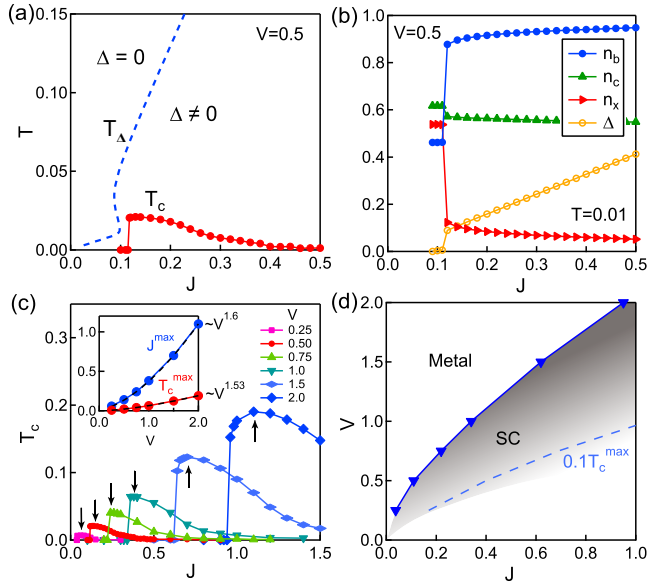 (a)
0.15
0.10
0.05
0.00
T
Δ = 0
V=0.5
Δ ≠ 0
T_Δ
T_c
0.0 0.1 0.2 0.3 0.4 0.5
J
(b)
1.0
0.8
0.6
0.4
0.2
0.0
V=0.5
n_b
n_c
n_x
Δ
T=0.01
0.0 0.1 0.2 0.3 0.4 0.5
J
(c)
0.3
0.2
0.1
0.0
T_c
1.0
0.5
0.0
J^max
T_c^max
~V^1.6
~V^1.53
0.0 1.0 2.0
V
V
0.25
0.50
0.75
1.0
1.5
2.0
0.0 0.5 1.0 1.5
J
(d)
2.0
1.5
1.0
0.5
0.0
V
Metal
SC
0.1T_c^max
0.0 0.2 0.4 0.6 0.8 1.0
J